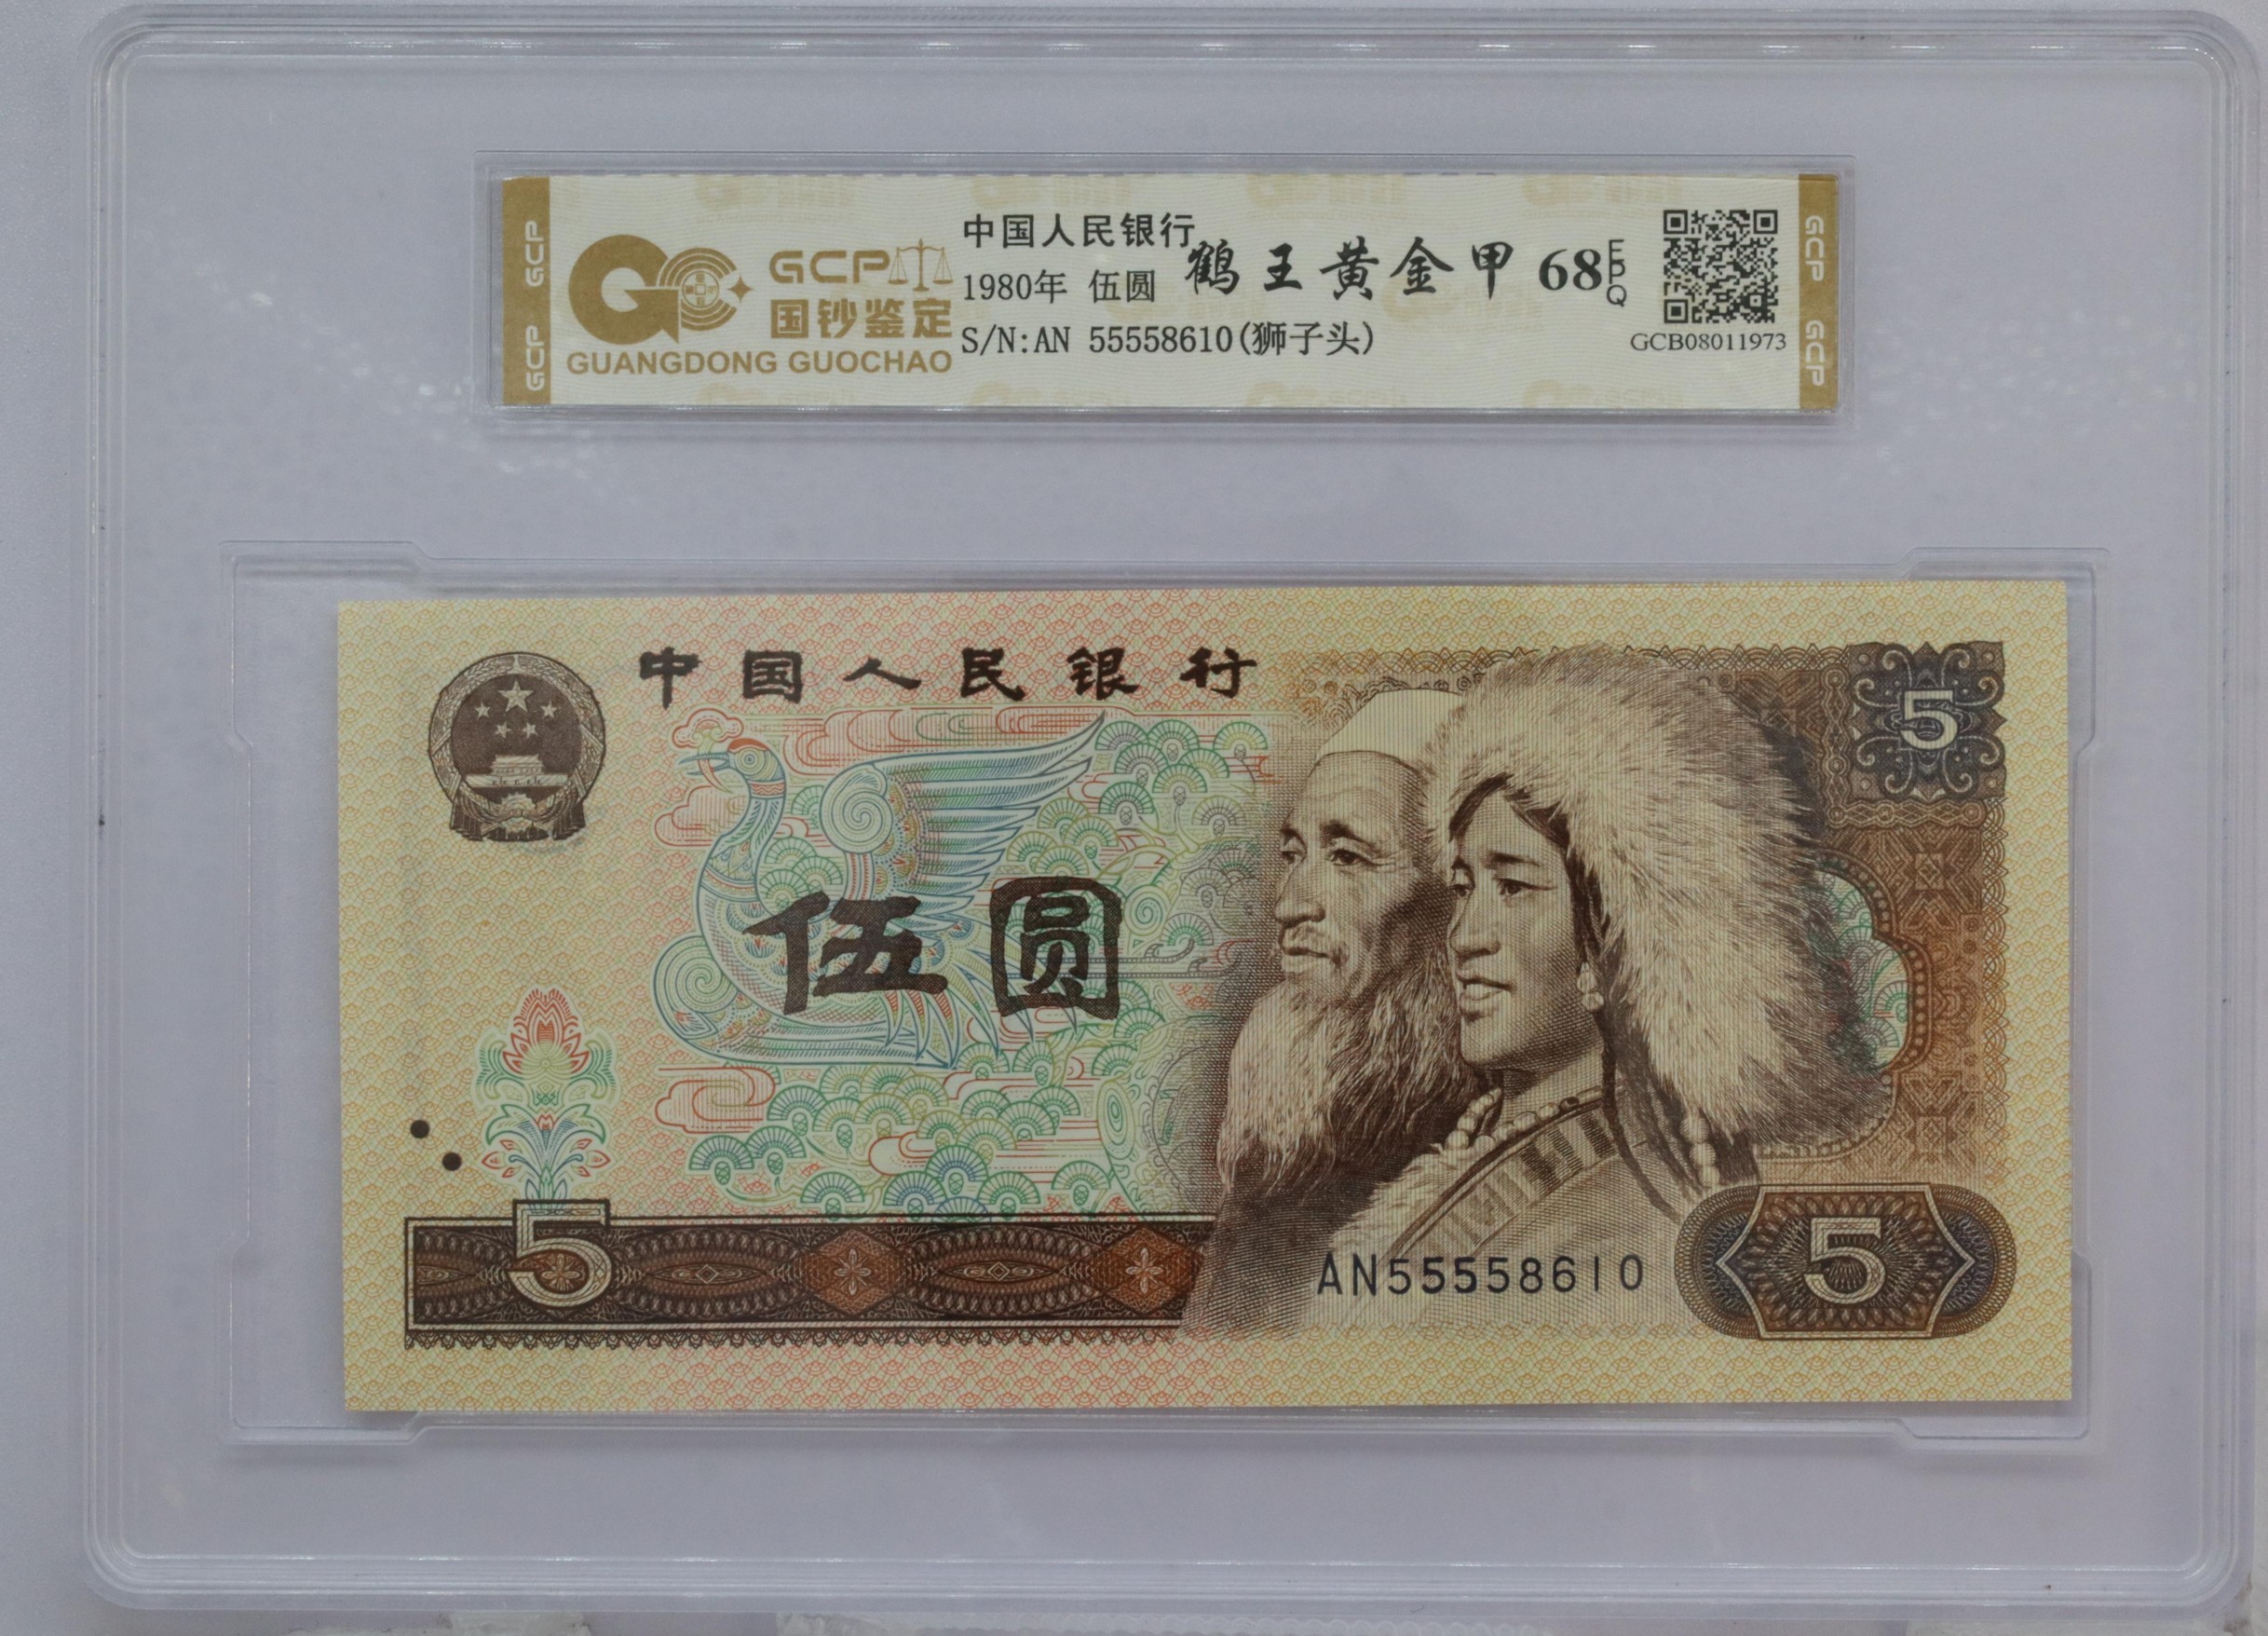 GCP GCP
GCP
国钞鉴定
GUANGDONG GUOCHAO
中国人民银行
1980年 伍圆
S/N:AN 55558610(狮子头)
鹤王黄金甲 68 EPQ
GCB08011973
GCP GCP
中国人民银行
5
伍圆
5
AN55558610
5